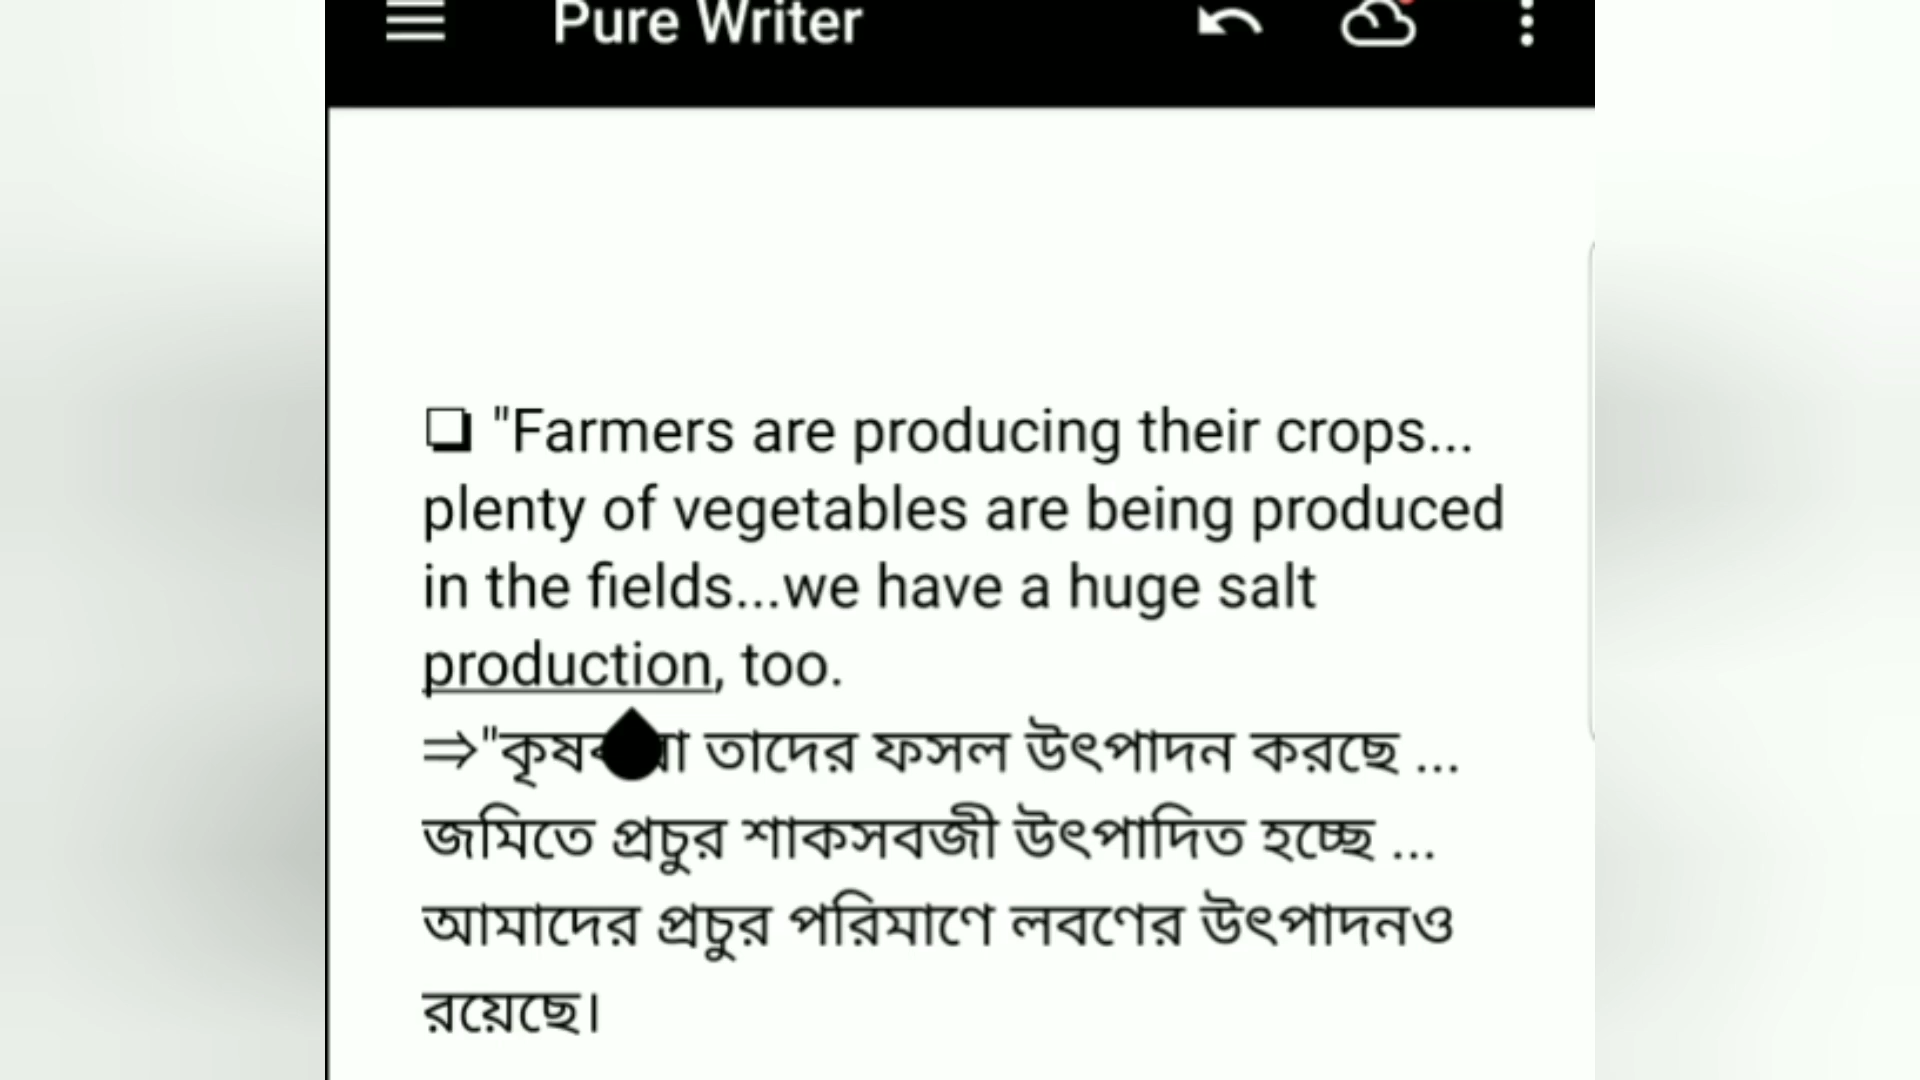 Pure Writer
❑ "Farmers are producing their crops...
plenty of vegetables are being produced
in the fields...we have a huge salt
production, too.
⇒" তাদের ফসল উৎপাদন করছে ...
জমিতে প্রচুর শাকসবজী উৎপাদিত হচ্ছে ...
আমাদের প্রচুর পরিমাণে লবণের উৎপাদনও
রয়েছে।